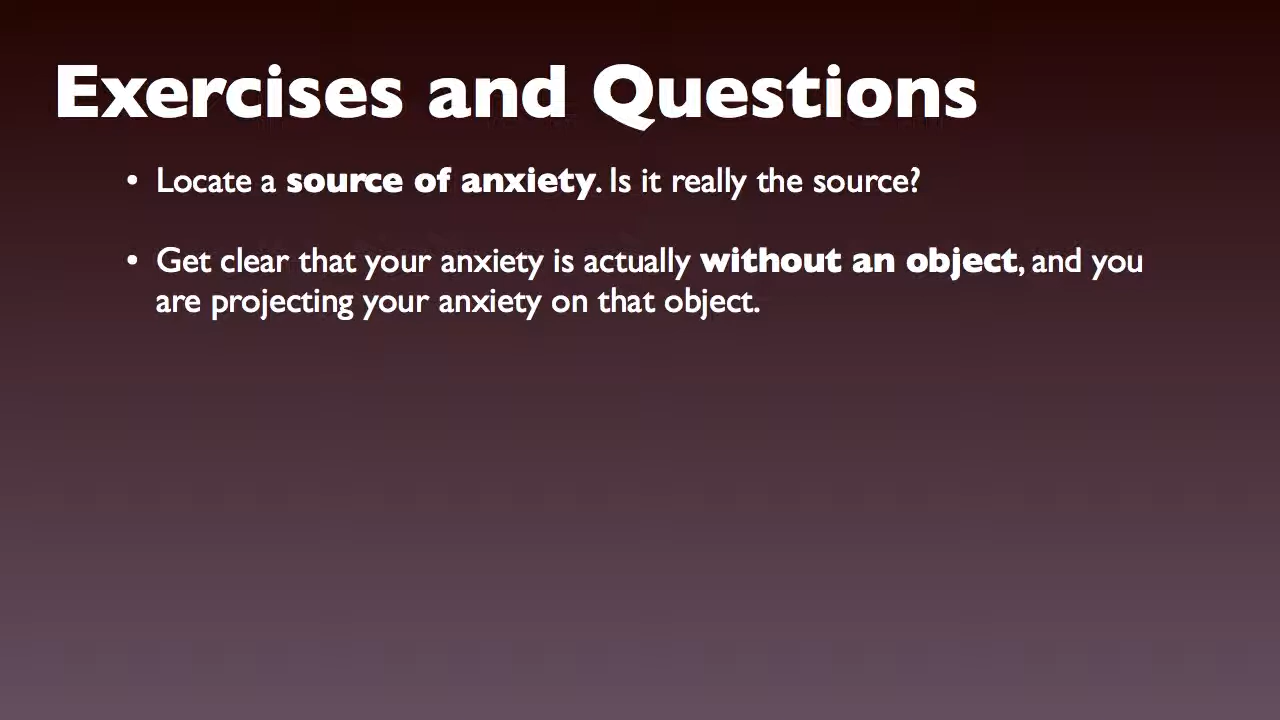 Exercises and Questions
• Locate a source of anxiety. Is it really the source?
• Get clear that your anxiety is actually without an object, and you
are projecting your anxiety on that object.